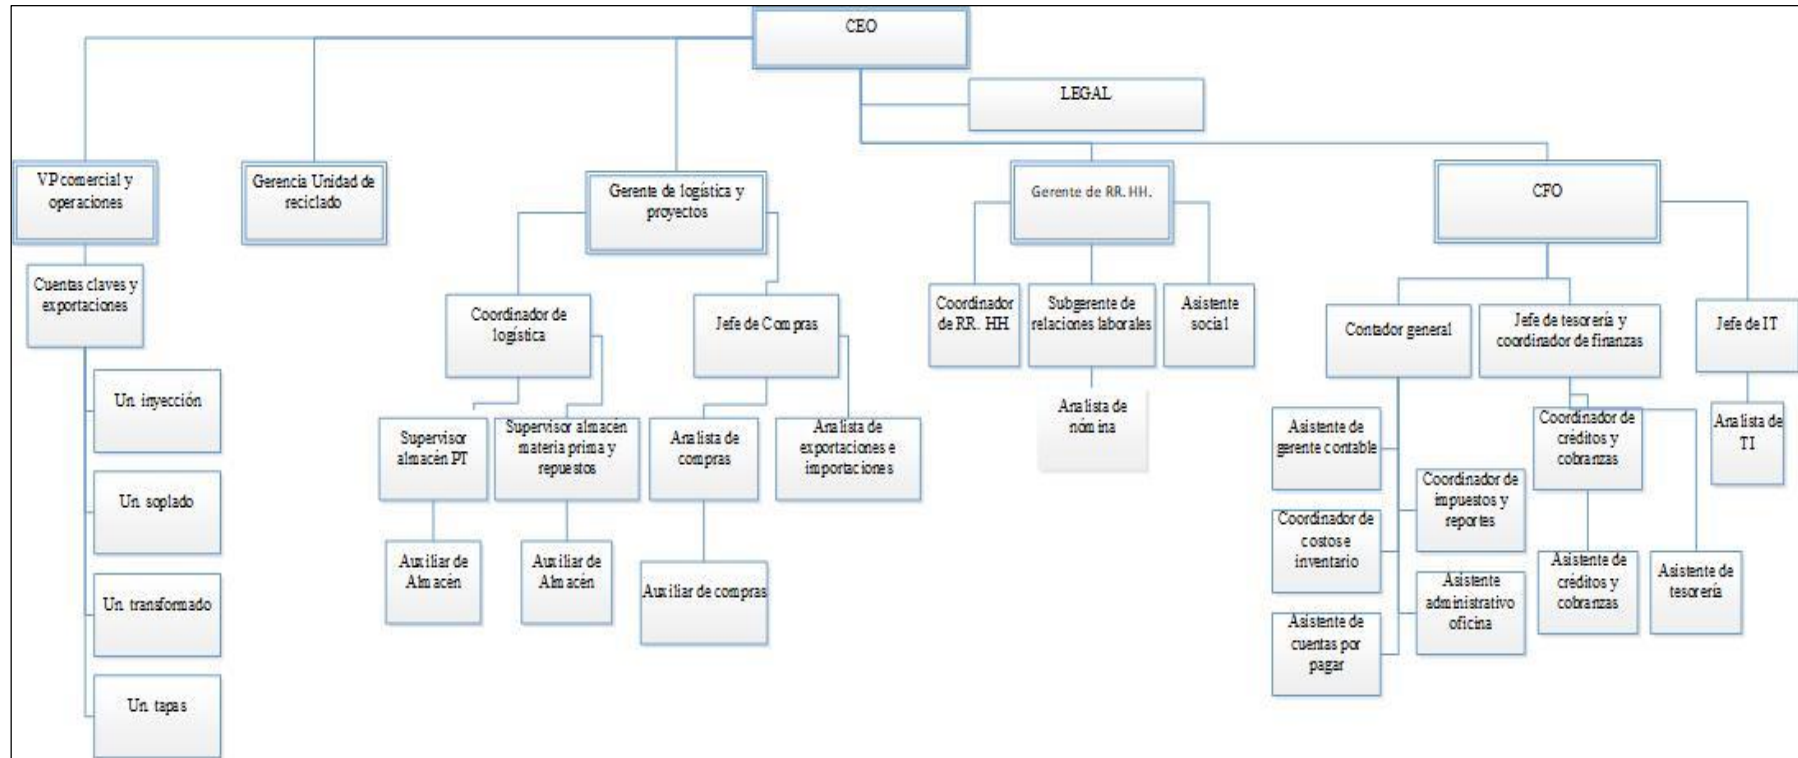 CEO
LEGAL
VP comercial y
operaciones
Gerencia Unidad de
reciclado
Gerente de logística y
proyectos
Gerente de RR. HH.
CFO
Cuentas claves y
exportaciones
Un. inyección
Un. soplado
Un. transformado
Un. tapas
Coordinador de
logística
Jefe de Compras
Supervisor
almacén PT
Supervisor almacén
materia prima y
repuestos
Analista de
compras
Analista de
exportaciones e
importaciones
Auxiliar de
Almacén
Auxiliar de
Almacén
Auxiliar de compras
Coordinador
de RR. HH
Subgerente de
relaciones laborales
Asistente
social
Analista de
nómina
Contador general
Jefe de tesorería y
coordinador de finanzas
Jefe de IT
Asistente de
gerente contable
Coordinador de
impuestos y
reportes
Coordinador de
costos e
inventario
Asistente
administrativo
oficina
Asistente de
cuentas por
pagar
Coordinador de
créditos y
cobranzas
Asistente de
créditos y
cobranzas
Asistente de
tesorería
Analista de
TI